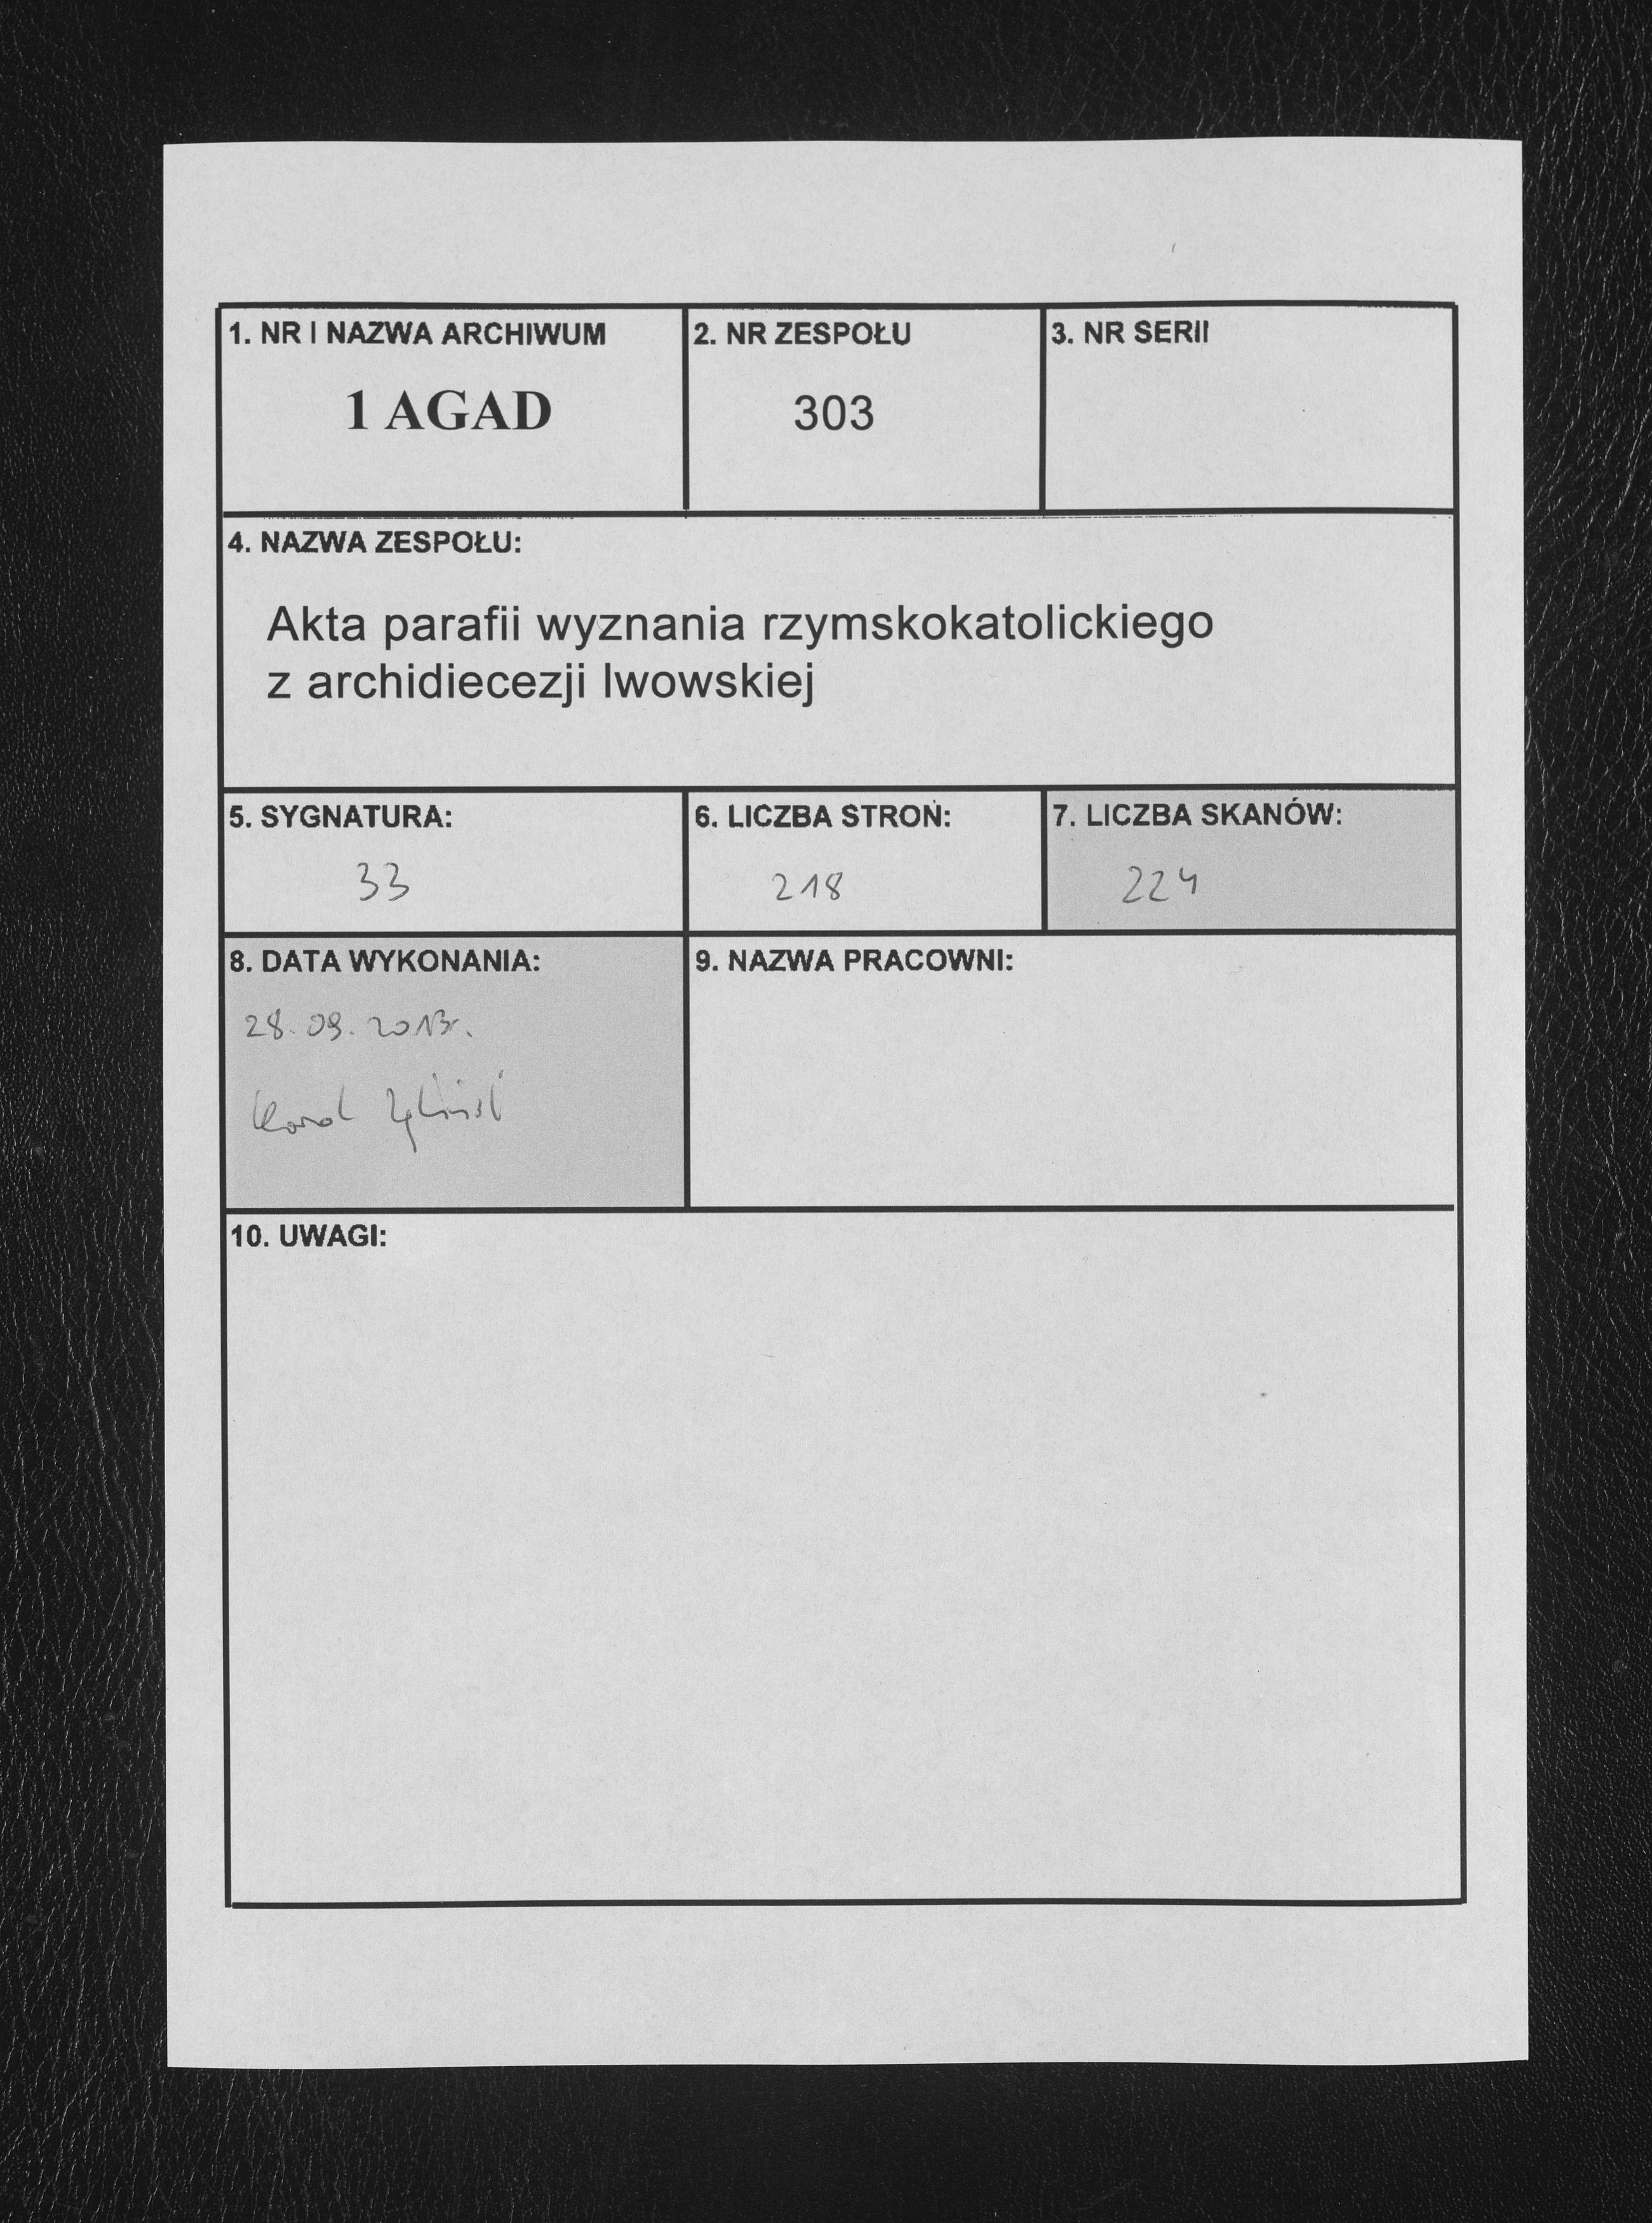 1. NR I NAZWA ARCHIWUM
1 AGAD
2. NR ZESPOŁU
303
3. NR SERII
4. NAZWA ZESPOŁU:
Akta parafii wyznania rzymskokatolickiego
z archidiecezji lwowskiej
5. SYGNATURA:
33
6. LICZBA STRON:
218
7. LICZBA SKANÓW:
224
8. DATA WYKONANIA:
28.09.2013r.
Karol
9. NAZWA PRACOWNI:
10. UWAGI: